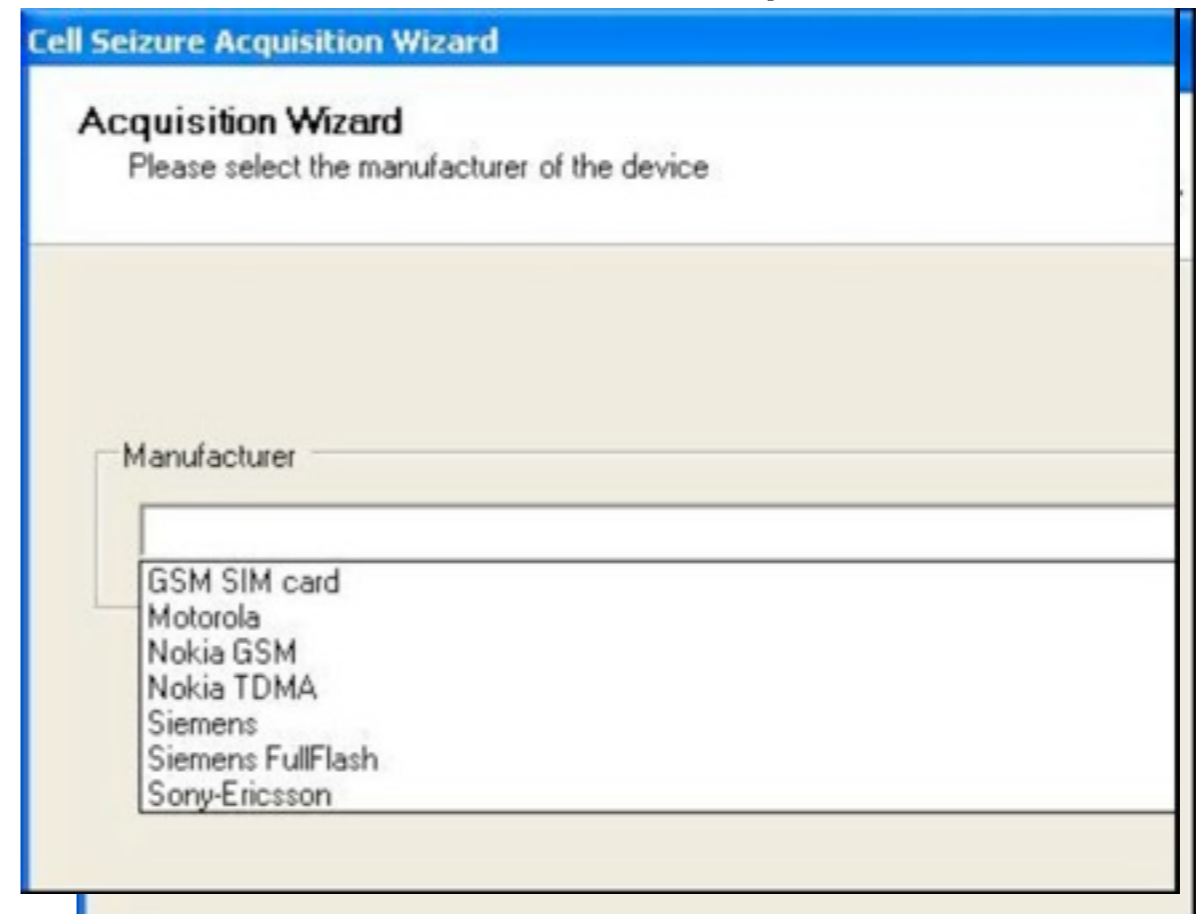 Cell Seizure Acquisition Wizard
Acquisition Wizard
Please select the manufacturer of the device
Manufacturer
GSM SIM card
Motorola
Nokia GSM
Nokia TDMA
Siemens
Siemens FullFlash
Sony-Ericsson